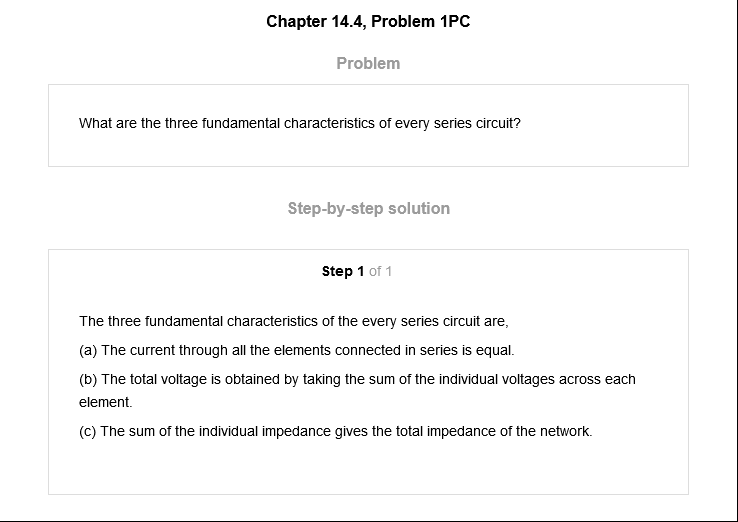 Chapter 14.4, Problem 1PC
Problem
What are the three fundamental characteristics of every series circuit?
Step-by-step solution
Step 1 of 1
The three fundamental characteristics of the every series circuit are,
(a) The current through all the elements connected in series is equal.
(b) The total voltage is obtained by taking the sum of the individual voltages across each
element.
(c) The sum of the individual impedance gives the total impedance of the network.